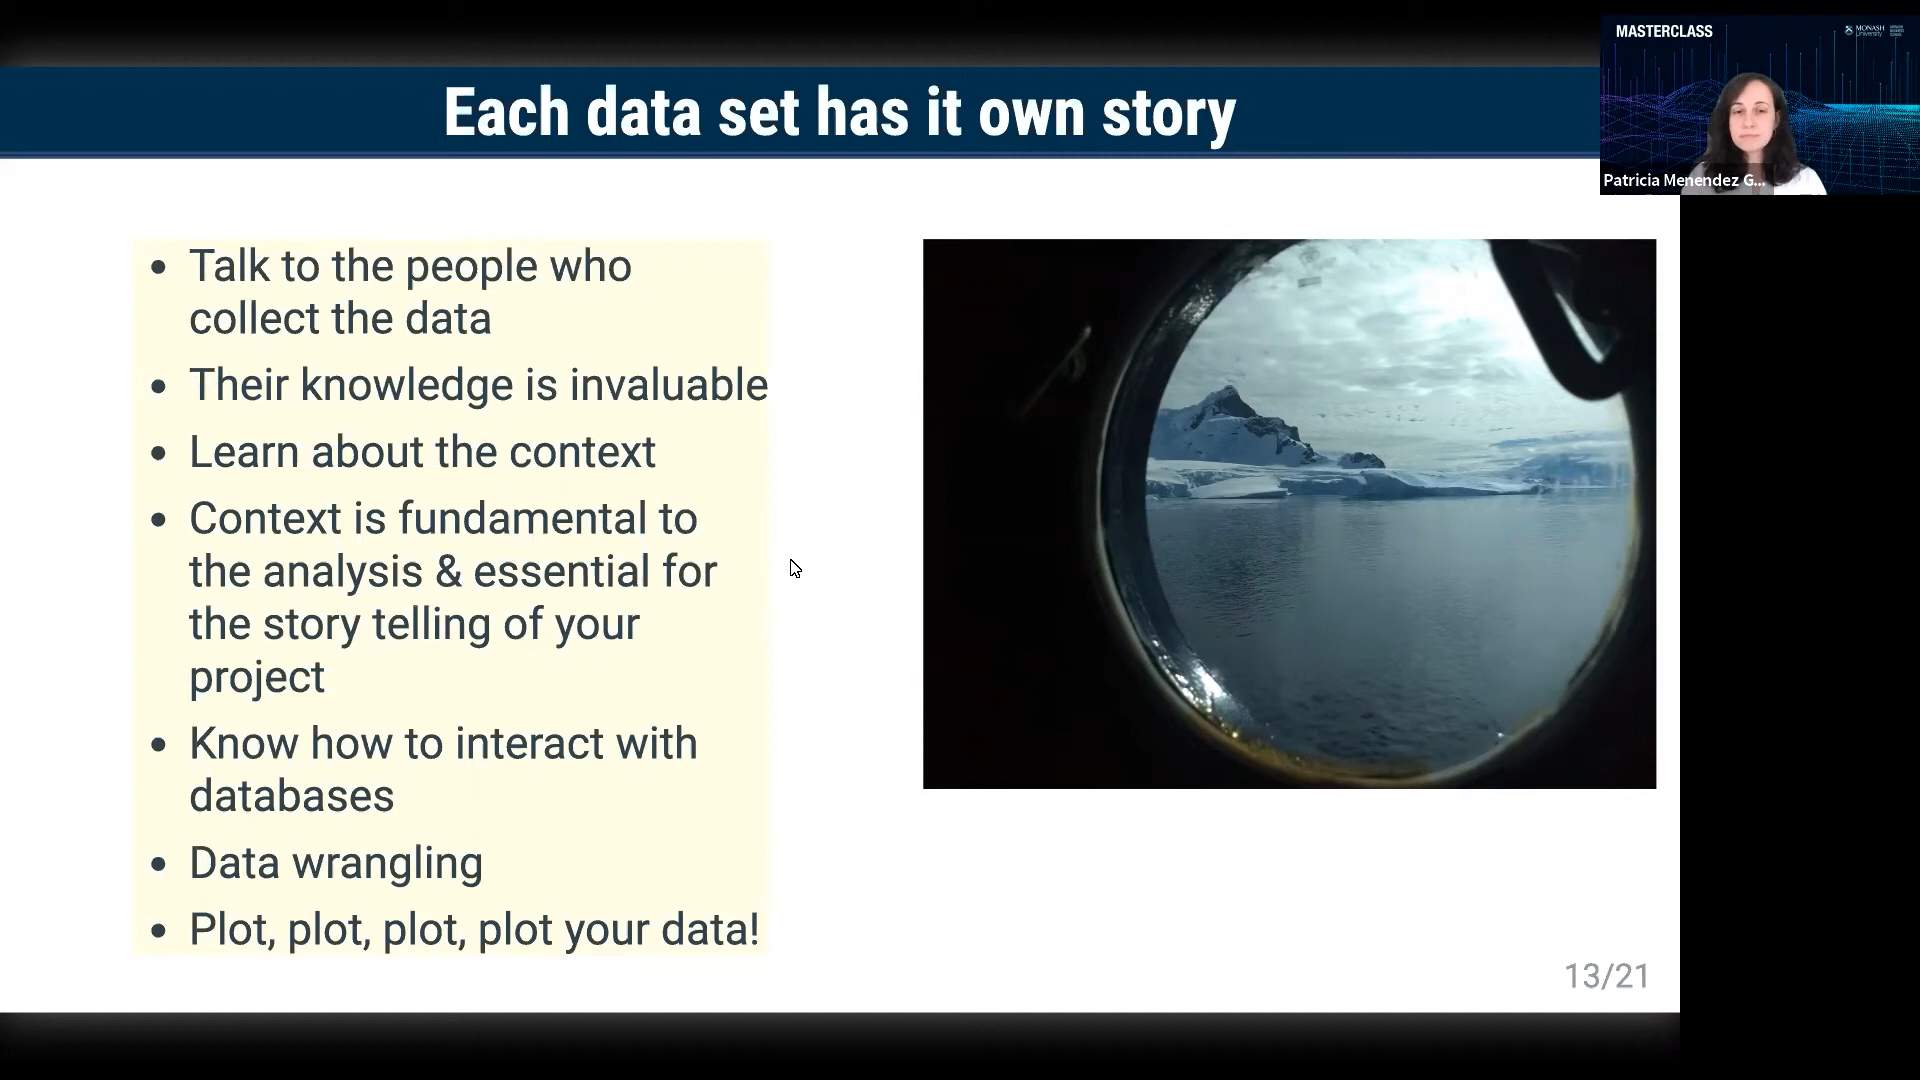 MASTERCLASS
MONASH
University
Each data set has it own story
Patricia Menendez G...
• Talk to the people who
collect the data
• Their knowledge is invaluable
• Learn about the context
• Context is fundamental to
the analysis & essential for
the story telling of your
project
• Know how to interact with
databases
• Data wrangling
• Plot, plot, plot, plot your data!
13/21